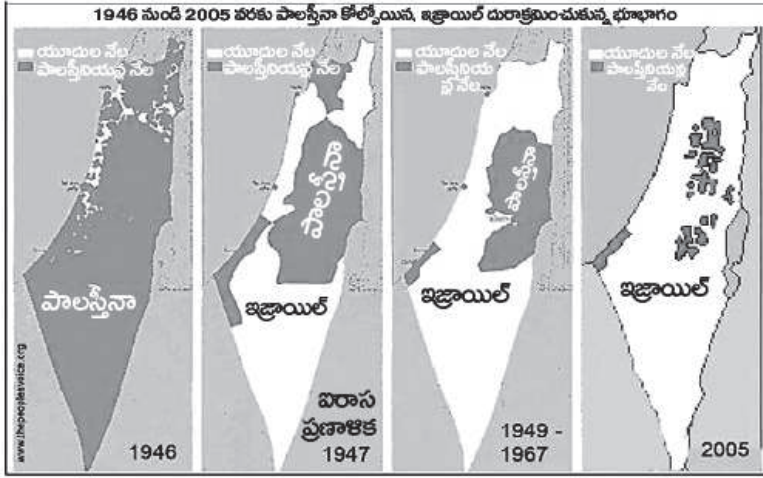 1946 నుండి 2005 వరకు పాలస్తీనా కోల్పోయిన, ఇజ్రాయిల్ దురాక్రమించుకున్న భూభాగం
యూదుల నేల
పాలస్తీనియన్ల నేల
పాలస్తీనా
www.thepeoplesvoice.org
1946
యూదుల నేల
పాలస్తీనియన్ల నేల
పాలస్తీనా
ఇజ్రాయిల్
ఐరాస
ప్రణాళిక
1947
యూదుల నేల
పాలస్తీనియ
న్ల నేల
పాలస్తీనా
ఇజ్రాయిల్
1949 -
1967
యూదుల నేల
పాలస్తీనియన్ల
నేల
ఇజ్రాయిల్
2005